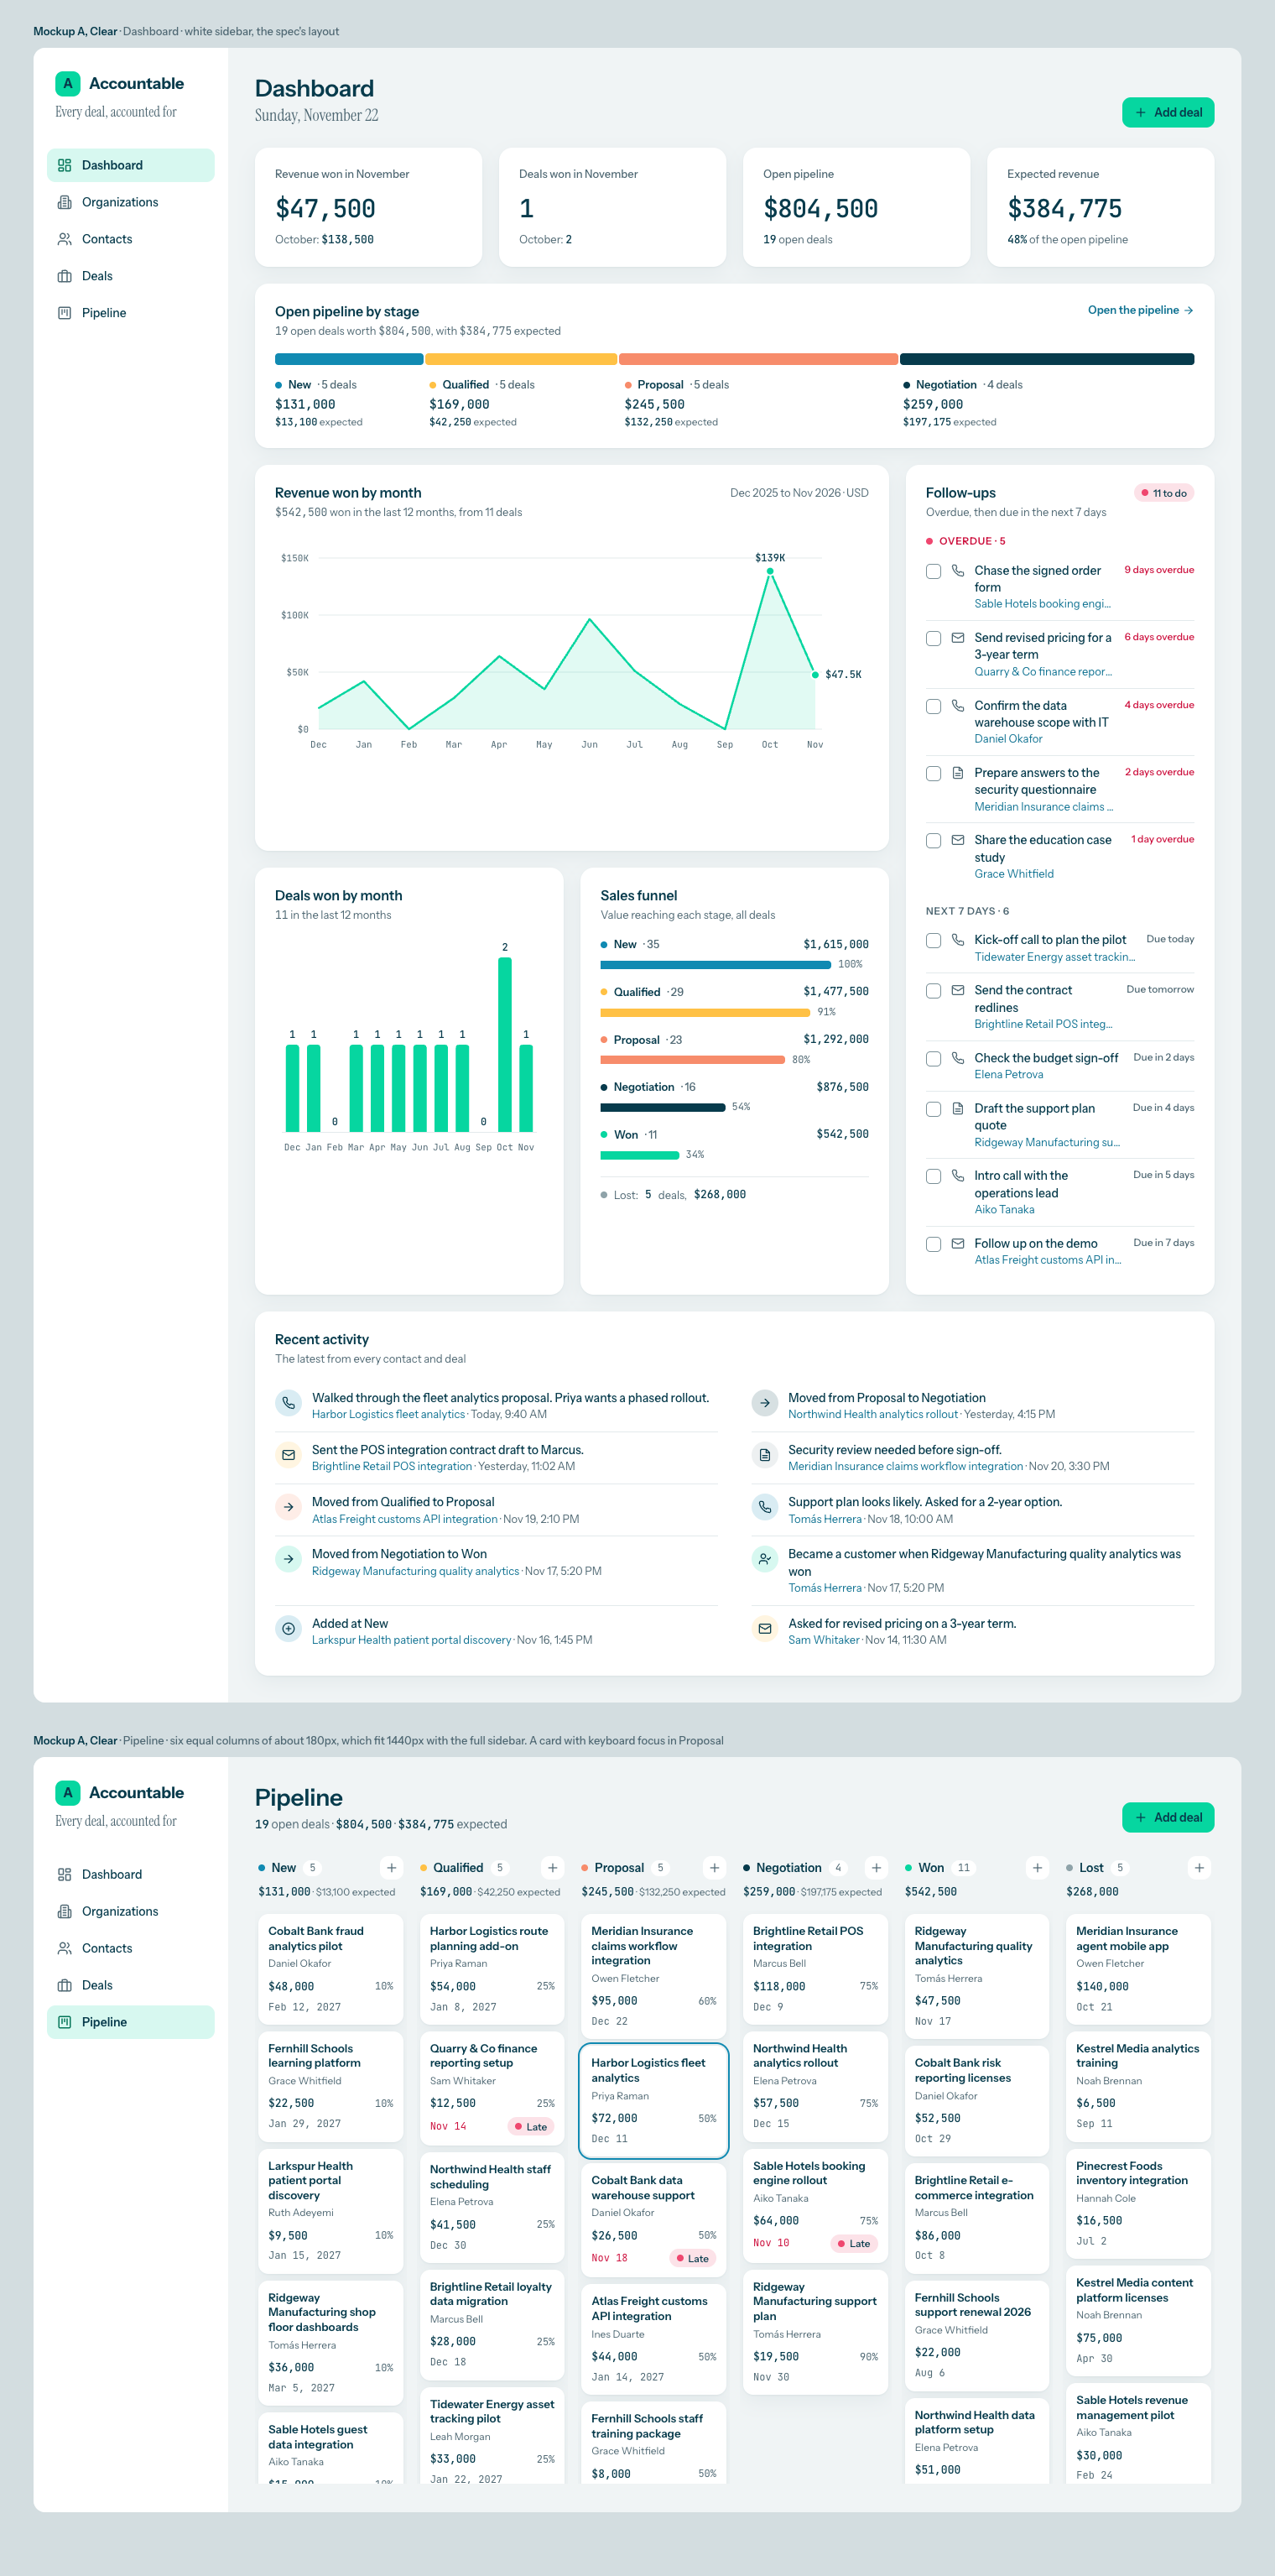 Mockup A, Clear · Dashboard · white sidebar, the spec's layout
A Accountable
Every deal, accounted for
Dashboard
Organizations
Contacts
Deals
Pipeline
Dashboard
Sunday, November 22
+ Add deal
Revenue won in November
$47,500
October: $138,500
Deals won in November
1
October: 2
Open pipeline
$804,500
19 open deals
Expected revenue
$384,775
48% of the open pipeline
Open pipeline by stage
19 open deals worth $804,500, with $384,775 expected
Open the pipeline →
New · 5 deals
$131,000
$13,100 expected
Qualified · 5 deals
$169,000
$42,250 expected
Proposal · 5 deals
$245,500
$132,250 expected
Negotiation · 4 deals
$259,000
$197,175 expected
Revenue won by month
Dec 2025 to Nov 2026 · USD
$542,500 won in the last 12 months, from 11 deals
$150K
$100K
$50K
$0
$139K
$47.5K
Dec Jan Feb Mar Apr May Jun Jul Aug Sep Oct Nov
Follow-ups
11 to do
Overdue, then due in the next 7 days
OVERDUE · 5
Chase the signed order
form
9 days overdue
Sable Hotels booking engi...
Send revised pricing for a
3-year term
6 days overdue
Quarry & Co finance repor...
Confirm the data
warehouse scope with IT
4 days overdue
Daniel Okafor
Prepare answers to the
security questionnaire
2 days overdue
Meridian Insurance claims ...
Share the education case
study
1 day overdue
Grace Whitfield
NEXT 7 DAYS · 6
Kick-off call to plan the pilot
Due today
Tidewater Energy asset trackin...
Send the contract
redlines
Due tomorrow
Brightline Retail POS integ...
Check the budget sign-off
Due in 2 days
Elena Petrova
Draft the support plan
quote
Due in 4 days
Ridgeway Manufacturing su...
Intro call with the
operations lead
Due in 5 days
Aiko Tanaka
Follow up on the demo
Due in 7 days
Atlas Freight customs API in...
Deals won by month
11 in the last 12 months
1 1 0 1 1 1 1 1 1 0 2 1
Dec Jan Feb Mar Apr May Jun Jul Aug Sep Oct Nov
Sales funnel
Value reaching each stage, all deals
New · 35 $1,615,000
100%
Qualified · 29 $1,477,500
91%
Proposal · 23 $1,292,000
80%
Negotiation · 16 $876,500
54%
Won · 11 $542,500
34%
Lost: 5 deals, $268,000
Recent activity
The latest from every contact and deal
Walked through the fleet analytics proposal. Priya wants a phased rollout.
Harbor Logistics fleet analytics · Today, 9:40 AM
Moved from Proposal to Negotiation
Northwind Health analytics rollout · Yesterday, 4:15 PM
Sent the POS integration contract draft to Marcus.
Brightline Retail POS integration · Yesterday, 11:02 AM
Security review needed before sign-off.
Meridian Insurance claims workflow integration · Nov 20, 3:30 PM
Moved from Qualified to Proposal
Atlas Freight customs API integration · Nov 19, 2:10 PM
Support plan looks likely. Asked for a 2-year option.
Tomás Herrera · Nov 18, 10:00 AM
Moved from Negotiation to Won
Ridgeway Manufacturing quality analytics · Nov 17, 5:20 PM
Became a customer when Ridgeway Manufacturing quality analytics was
won
Tomás Herrera · Nov 17, 5:20 PM
Added at New
Larkspur Health patient portal discovery · Nov 16, 1:45 PM
Asked for revised pricing on a 3-year term.
Sam Whitaker · Nov 14, 11:30 AM
Mockup A, Clear · Pipeline · six equal columns of about 180px, which fit 1440px with the full sidebar. A card with keyboard focus in Proposal
A Accountable
Every deal, accounted for
Dashboard
Organizations
Contacts
Deals
Pipeline
Pipeline
19 open deals · $804,500 · $384,775 expected
+ Add deal
New 5 +
$131,000 · $13,100 expected
Cobalt Bank fraud
analytics pilot
Daniel Okafor
$48,000 10%
Feb 12, 2027
Fernhill Schools
learning platform
Grace Whitfield
$22,500 10%
Jan 29, 2027
Larkspur Health
patient portal
discovery
Ruth Adeyemi
$9,500 10%
Jan 15, 2027
Ridgeway
Manufacturing shop
floor dashboards
Tomás Herrera
$36,000 10%
Mar 5, 2027
Sable Hotels guest
data integration
Aiko Tanaka
$15,000 10%
Qualified 5 +
$169,000 · $42,250 expected
Harbor Logistics route
planning add-on
Priya Raman
$54,000 25%
Jan 8, 2027
Quarry & Co finance
reporting setup
Sam Whitaker
$12,500 25%
Nov 14 Late
Northwind Health staff
scheduling
Elena Petrova
$41,500 25%
Dec 30
Brightline Retail loyalty
data migration
Marcus Bell
$28,000 25%
Dec 18
Tidewater Energy asset
tracking pilot
Leah Morgan
$33,000 25%
Jan 22, 2027
Proposal 5 +
$245,500 · $132,250 expected
Meridian Insurance
claims workflow
integration
Owen Fletcher
$95,000 60%
Dec 22
Harbor Logistics fleet
analytics
Priya Raman
$72,000 50%
Dec 11
Cobalt Bank data
warehouse support
Daniel Okafor
$26,500 50%
Nov 18 Late
Atlas Freight customs
API integration
Ines Duarte
$44,000 50%
Jan 14, 2027
Fernhill Schools staff
training package
Grace Whitfield
$8,000 50%
Negotiation 4 +
$259,000 · $197,175 expected
Brightline Retail POS
integration
Marcus Bell
$118,000 75%
Dec 9
Northwind Health
analytics rollout
Elena Petrova
$57,500 75%
Dec 15
Sable Hotels booking
engine rollout
Aiko Tanaka
$64,000 75%
Nov 10 Late
Ridgeway
Manufacturing support
plan
Tomás Herrera
$19,500 90%
Nov 30
Won 11 +
$542,500
Ridgeway
Manufacturing quality
analytics
Tomás Herrera
$47,500
Nov 17
Cobalt Bank risk
reporting licenses
Daniel Okafor
$52,500
Oct 29
Brightline Retail e-
commerce integration
Marcus Bell
$86,000
Oct 8
Fernhill Schools
support renewal 2026
Grace Whitfield
$22,000
Aug 6
Northwind Health data
platform setup
Elena Petrova
$51,000
Lost 5 +
$268,000
Meridian Insurance
agent mobile app
Owen Fletcher
$140,000
Oct 21
Kestrel Media analytics
training
Noah Brennan
$6,500
Sep 11
Pinecrest Foods
inventory integration
Hannah Cole
$16,500
Jul 2
Kestrel Media content
platform licenses
Noah Brennan
$75,000
Apr 30
Sable Hotels revenue
management pilot
Aiko Tanaka
$30,000
Feb 24